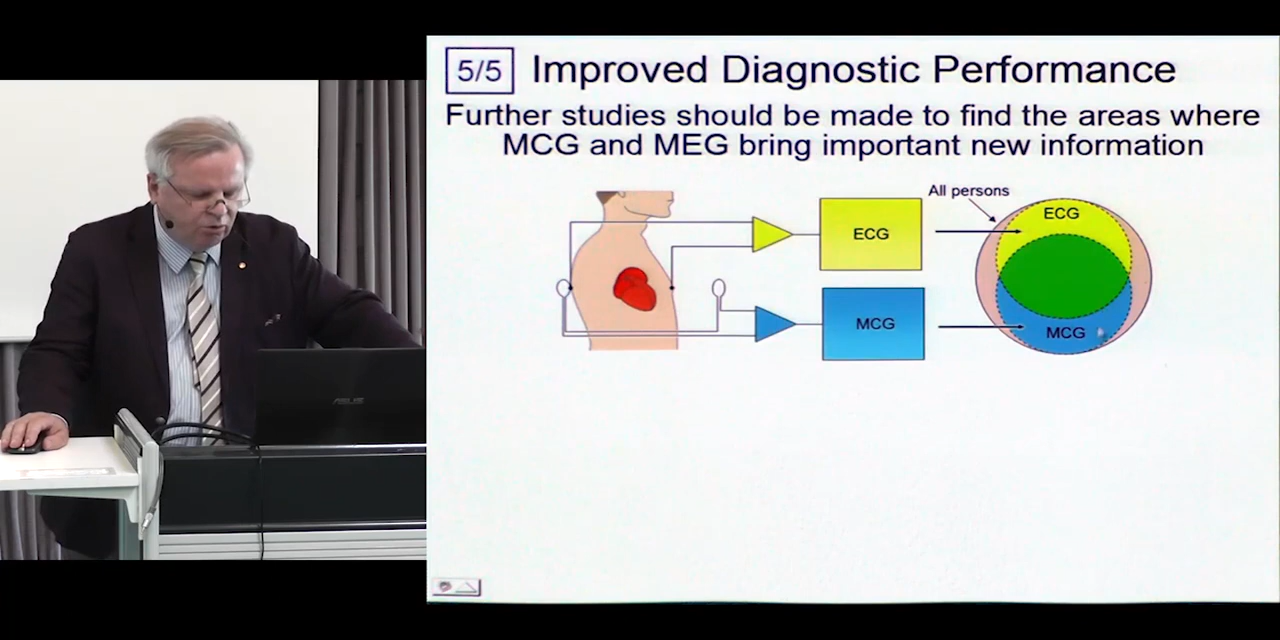 5/5 Improved Diagnostic Performance
Further studies should be made to find the areas where
MCG and MEG bring important new information
All persons
ECG
ECG
MCG
MCG
ASUS